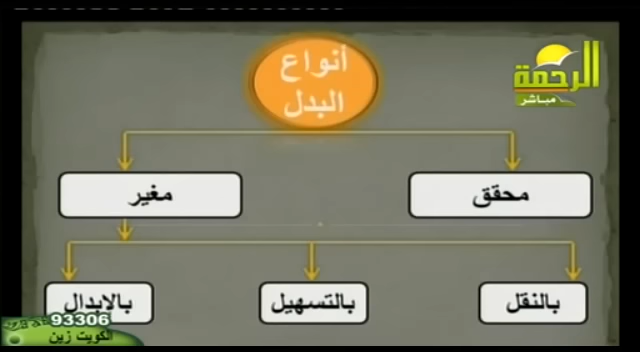 أنواع
البدل
الرحمة
مباشر
محقق
مغير
بالنقل
بالتسهيل
بالابدال
93306
الكويت زين